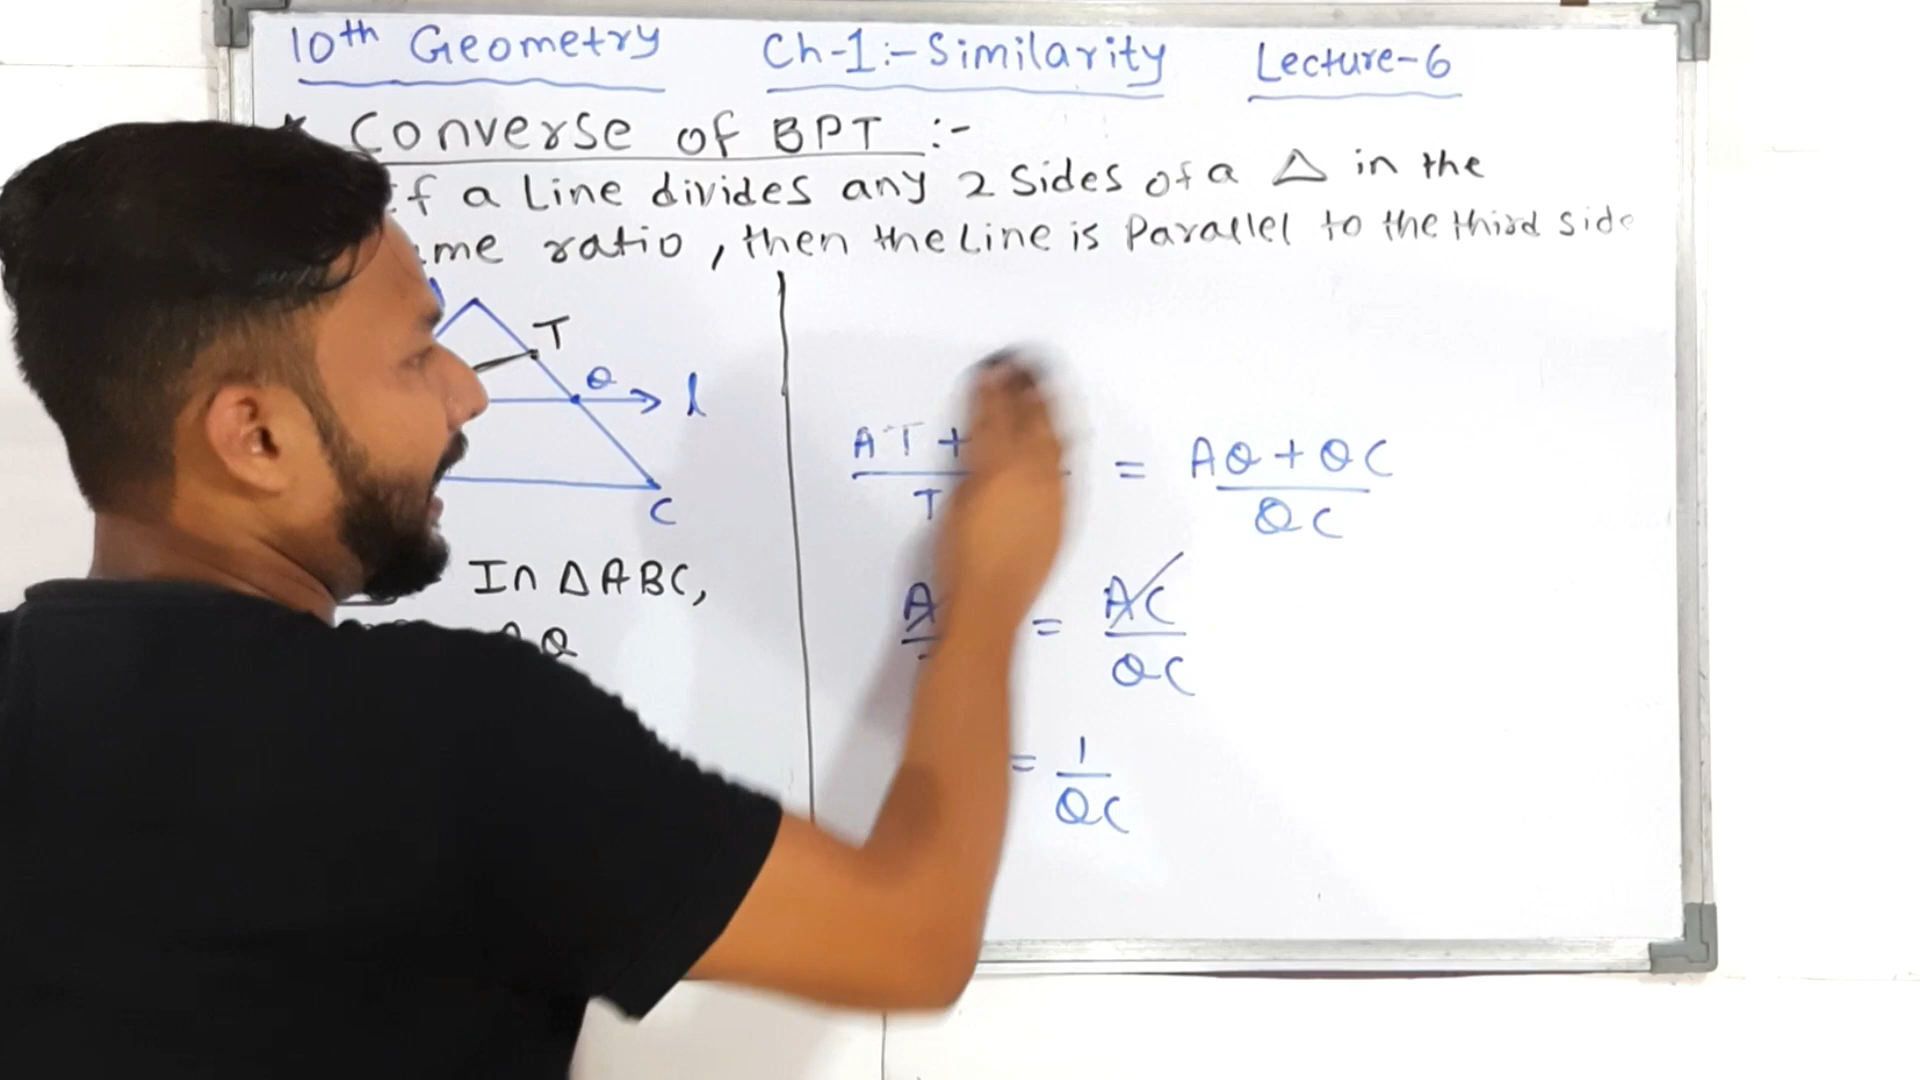 10th Geometry Ch-1:- Similarity Lecture-6
* Converse of BPT :-
If a Line divides any 2 Sides of a △ in the
me ratio, then the Line is Parallel to the third side
T
Q
l
C
In △ABC,
Q
AT +
T
= AQ + QC
QC
A
= AC
QC
= 1
QC